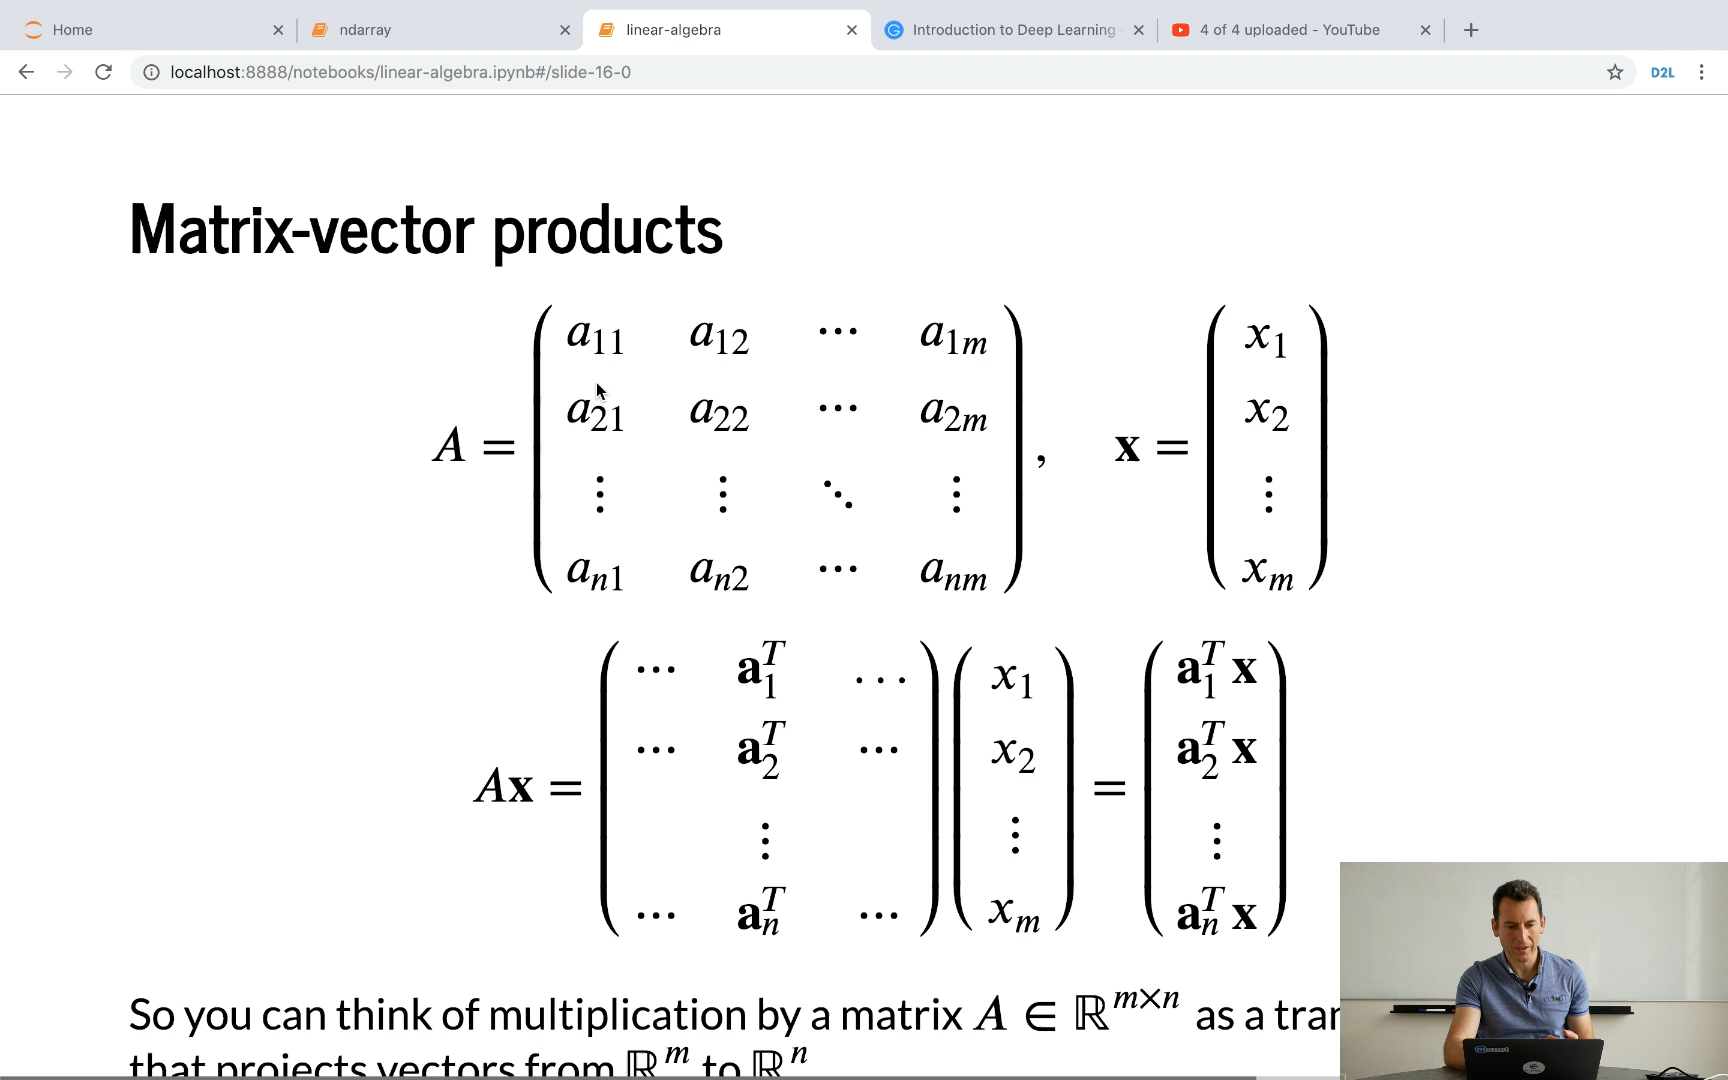 Home
ndarray
linear-algebra
Introduction to Deep Learning
4 of 4 uploaded - YouTube
localhost:8888/notebooks/linear-algebra.ipynb#/slide-16-0
D2L
Matrix-vector products
A = ( a₁₁ a₁₂ ⋯ a₁ₘ
a₂₁ a₂₂ ⋯ a₂ₘ
⋮ ⋮ ⋱ ⋮
aₙ₁ aₙ₂ ⋯ aₙₘ ) , x = ( x₁
x₂
⋮
xₘ )
Ax = ( ⋯ a₁ᵀ ...
⋯ a₂ᵀ ⋯
⋮
⋯ aₙᵀ ⋯ ) ( x₁
x₂
⋮
xₘ ) = ( a₁ᵀ x
a₂ᵀ x
⋮
aₙᵀ x )
So you can think of multiplication by a matrix A ∈ ℝᵐˣⁿ as a tran
that projects vectors from ℝᵐ to ℝⁿ